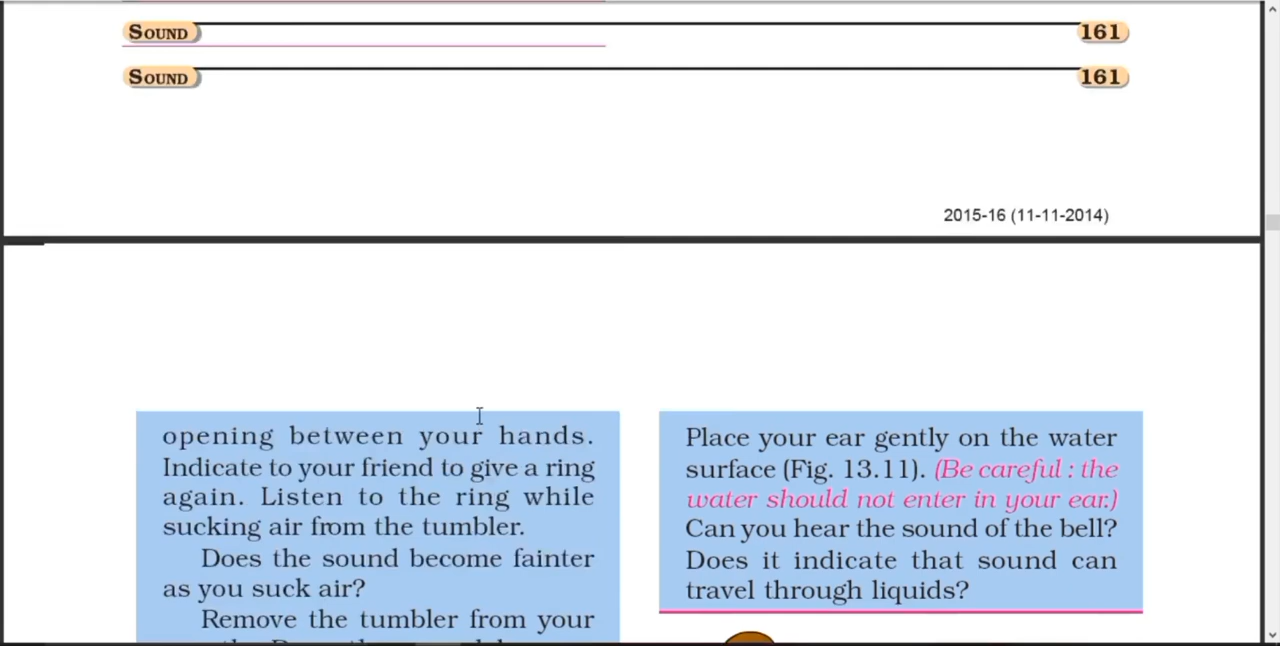 SOUND 161
SOUND 161
2015-16 (11-11-2014)
opening between your hands.
Indicate to your friend to give a ring
again. Listen to the ring while
sucking air from the tumbler.
Does the sound become fainter
as you suck air?
Remove the tumbler from your
Place your ear gently on the water
surface (Fig. 13.11). (Be careful : the
water should not enter in your ear.)
Can you hear the sound of the bell?
Does it indicate that sound can
travel through liquids?